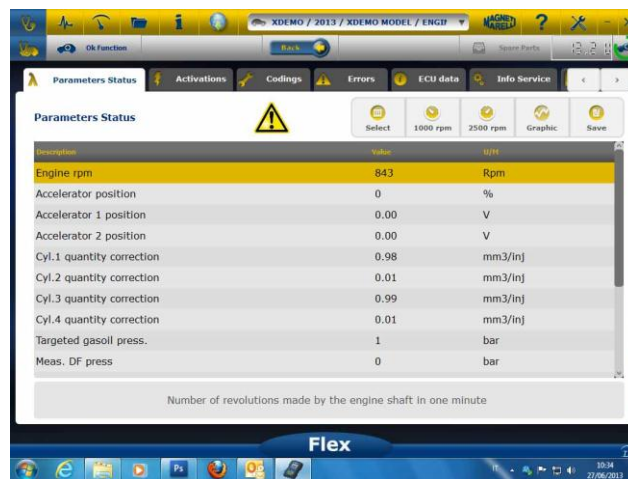 XDEMO / 2013 / XDEMO MODEL / ENGIN
MAGNETI MARELLI
?
Ok Function
Back
Spare Parts
Parameters Status
Activations
Codings
Errors
ECU data
Info Service
Parameters Status
Select
1000 rpm
2500 rpm
Graphic
Save
Description Value U/M
Engine rpm 843 Rpm
Accelerator position 0 %
Accelerator 1 position 0.00 V
Accelerator 2 position 0.00 V
Cyl.1 quantity correction 0.98 mm3/inj
Cyl.2 quantity correction 0.01 mm3/inj
Cyl.3 quantity correction 0.99 mm3/inj
Cyl.4 quantity correction 0.01 mm3/inj
Targeted gasoil press. 1 bar
Meas. DF press 0 bar
Number of revolutions made by the engine shaft in one minute
Flex
Ps
IT
10:34
27/06/2013